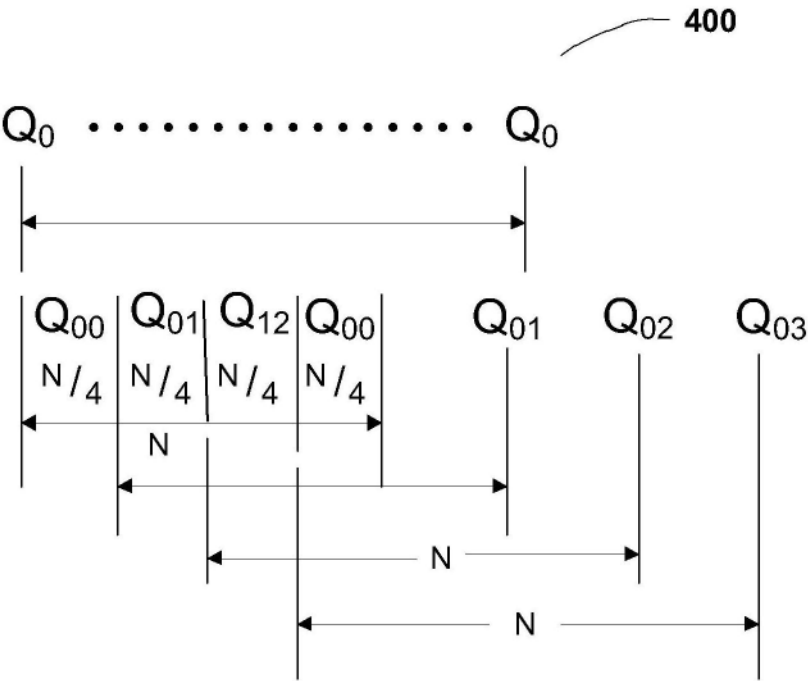 400
Q0 . . . . . . . . . . . . . . . . Q0
Q00 Q01 Q12 Q00 Q01 Q02 Q03
N/4 N/4 N/4 N/4
N
N
N